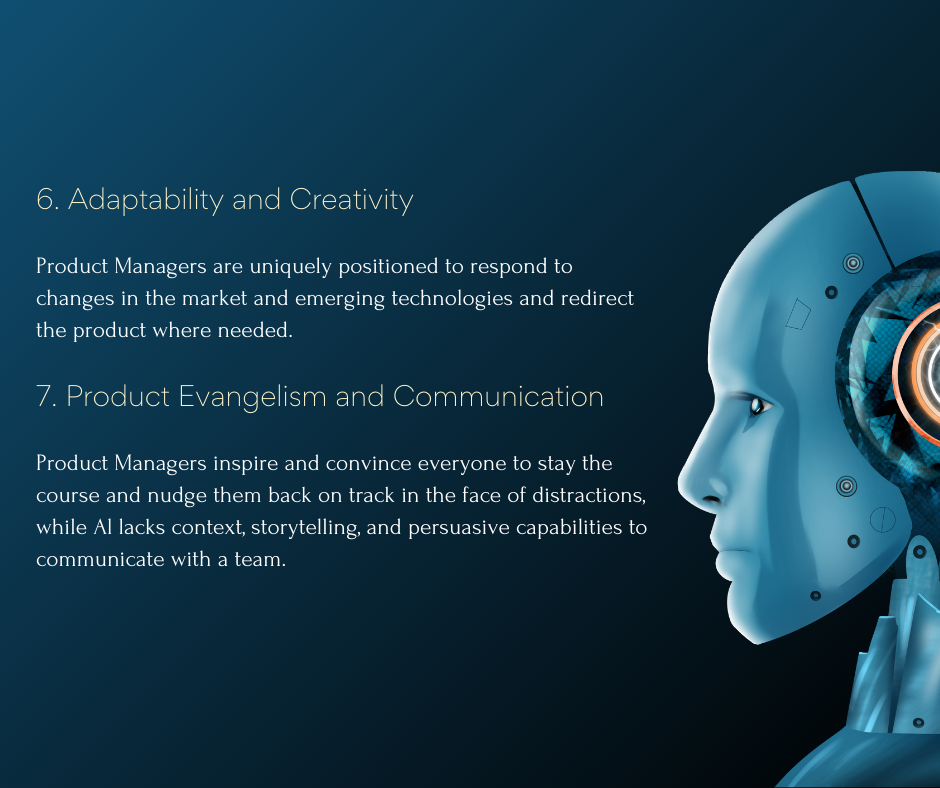 6. Adaptability and Creativity
Product Managers are uniquely positioned to respond to
changes in the market and emerging technologies and redirect
the product where needed.
7. Product Evangelism and Communication
Product Managers inspire and convince everyone to stay the
course and nudge them back on track in the face of distractions,
while AI lacks context, storytelling, and persuasive capabilities to
communicate with a team.